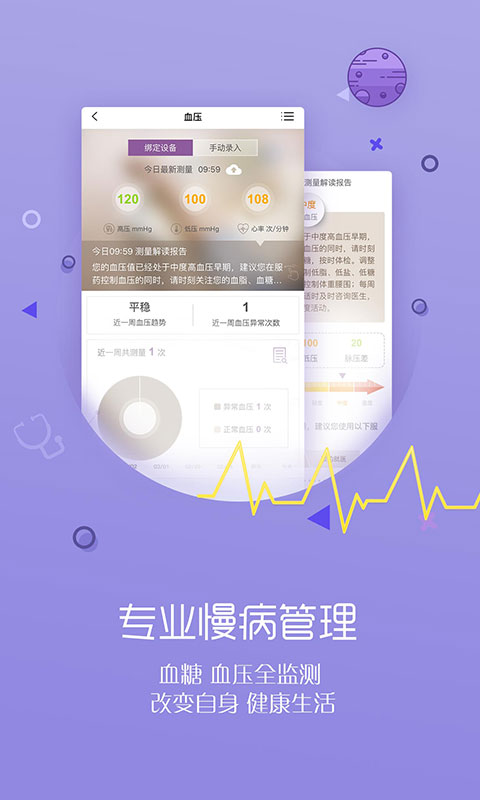 血压
绑定设备
手动录入
今日最新测量 09:59
120
100
108
高压 mmHg
低压 mmHg
心率 次/分钟
今日09:59 测量解读报告
您的血压值已经处于中度高血压早期，建议您在服
药控制血压的同时，请时刻关注您的血脂、血糖...
平稳
近一周血压趋势
1
近一周血压异常次数
近一周共测量 1 次
异常血压 1 次
正常血压 0 次
测量解读报告
中度
血压
于中度高血压早期，
血压的同时，请时刻
，按时体检，调整
制低脂、低盐、低糖
控制体重腰围；每周
适时及时咨询医生，
度活动。
100
低压
20
脉压差
，建议您使用以下服
专业慢病管理
血糖 血压全监测
改变自身 健康生活